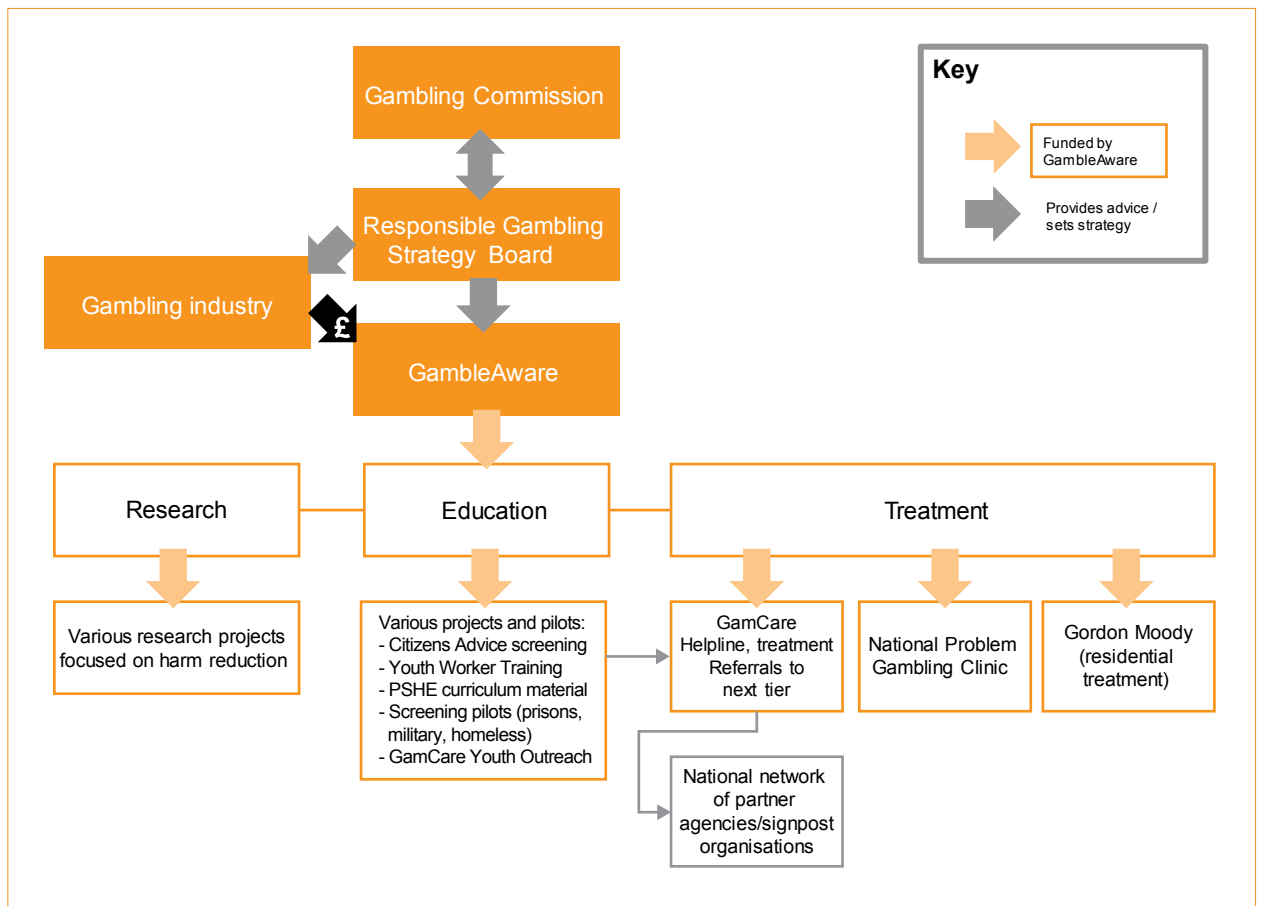 Gambling Commission
Key
Funded by
GambleAware
Provides advice /
sets strategy
Responsible Gambling
Strategy Board
Gambling industry
£
GambleAware
Research
Education
Treatment
Various research projects
focused on harm reduction
Various projects and pilots:
- Citizens Advice screening
- Youth Worker Training
- PSHE curriculum material
- Screening pilots (prisons,
military, homeless)
- GamCare Youth Outreach
GamCare
Helpline, treatment
Referrals to
next tier
National Problem
Gambling Clinic
Gordon Moody
(residential
treatment)
National network
of partner
agencies/signpost
organisations